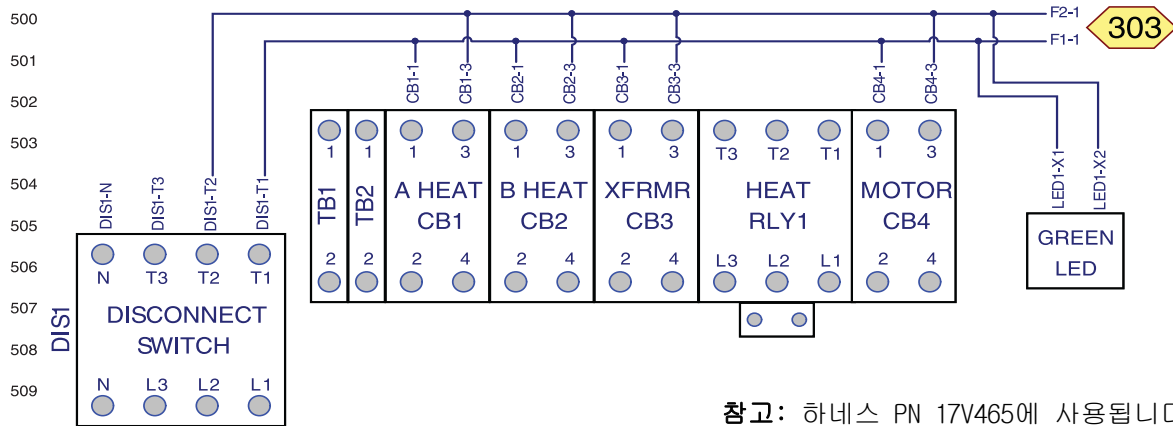 500
F2-1
303
F1-1
501
CB1-1
CB1-3
CB2-1
CB2-3
CB3-1
CB3-3
CB4-1
CB4-3
502
503
1
1
1
3
1
3
1
3
T3
T2
T1
1
3
504
DIS1-N
DIS1-T3
DIS1-T2
DIS1-T1
TB1
TB2
A HEAT
CB1
B HEAT
CB2
XFRMR
CB3
HEAT
RLY1
MOTOR
CB4
LED1-X1
LED1-X2
505
GREEN
LED
506
N
T3
T2
T1
2
2
2
4
2
4
2
4
L3
L2
L1
2
4
507
DIS1
DISCONNECT
SWITCH
508
509
N
L3
L2
L1
참고: 하네스 PN 17V465에 사용됩니다